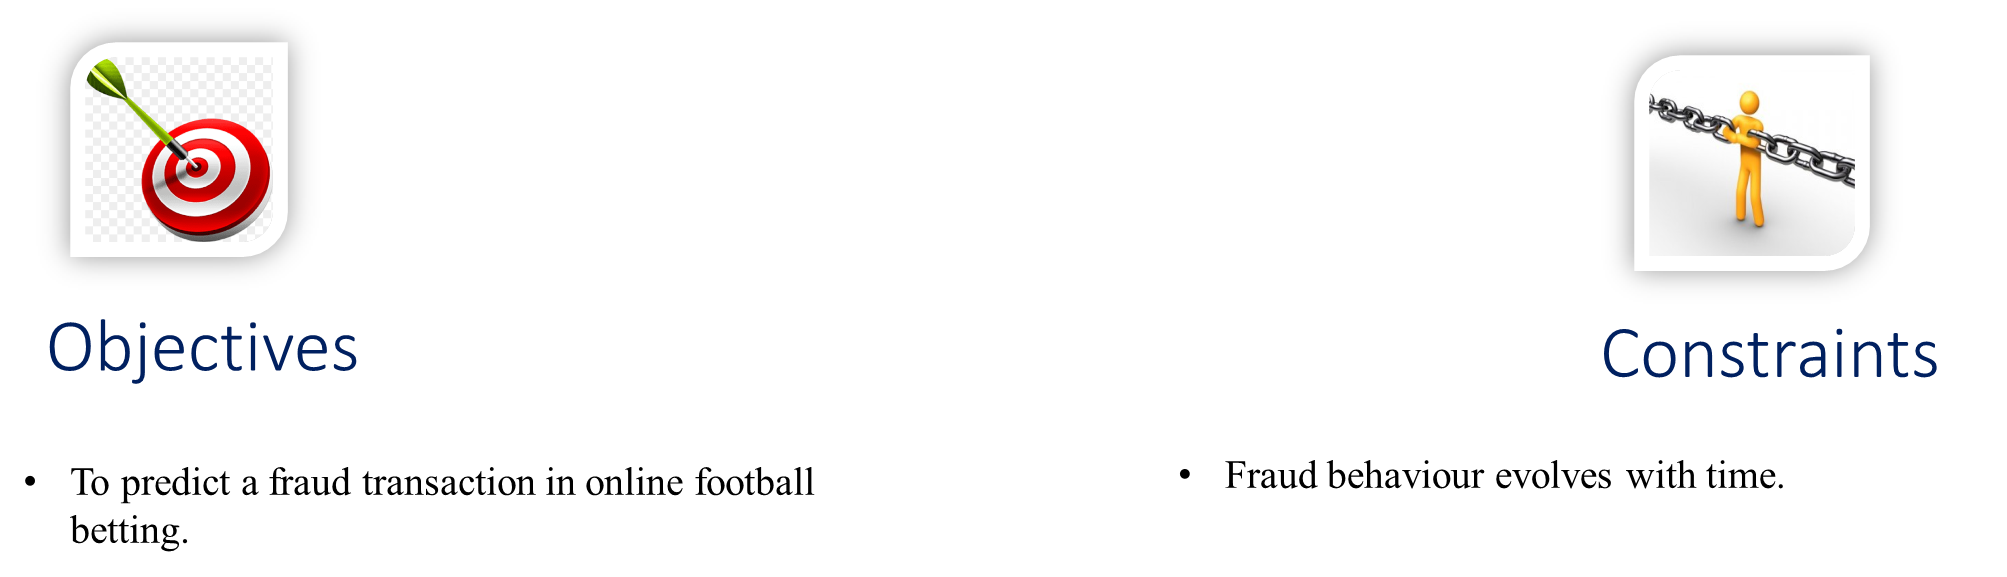 Objectives
• To predict a fraud transaction in online football
betting.
Constraints
• Fraud behaviour evolves with time.